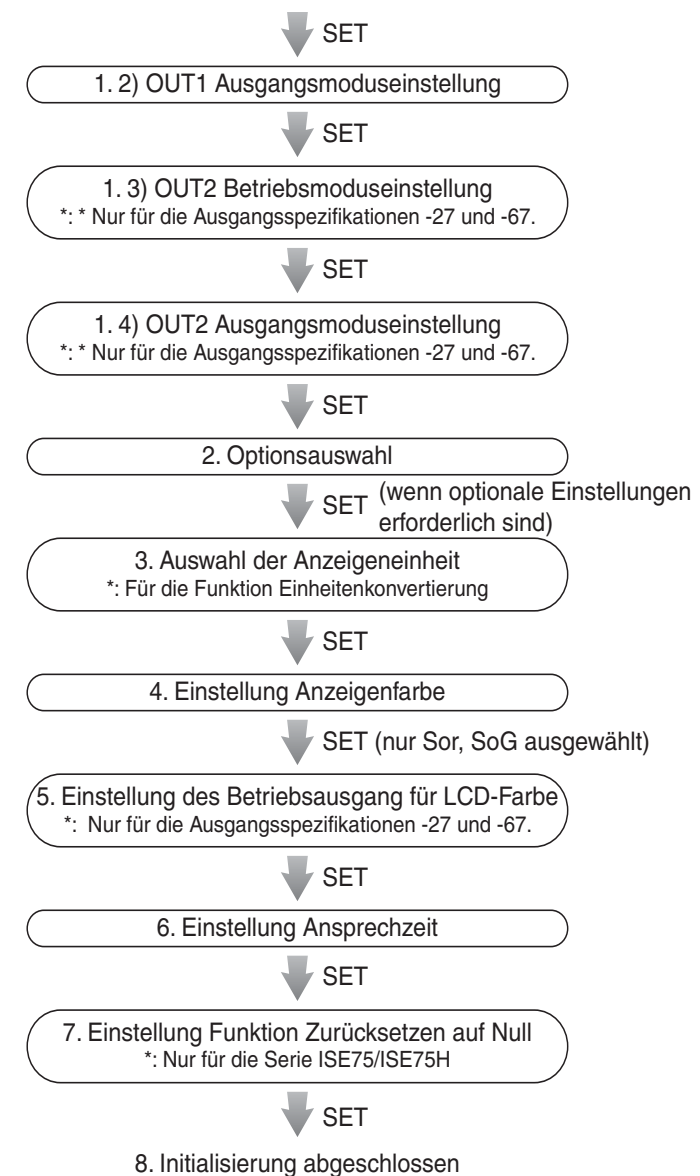 SET
1. 2) OUT1 Ausgangsmoduseinstellung
SET
1. 3) OUT2 Betriebsmoduseinstellung
*: * Nur für die Ausgangsspezifikationen -27 und -67.
SET
1. 4) OUT2 Ausgangsmoduseinstellung
*: * Nur für die Ausgangsspezifikationen -27 und -67.
SET
2. Optionsauswahl
SET (wenn optionale Einstellungen
erforderlich sind)
3. Auswahl der Anzeigeneinheit
*: Für die Funktion Einheitenkonvertierung
SET
4. Einstellung Anzeigenfarbe
SET (nur Sor, SoG ausgewählt)
5. Einstellung des Betriebsausgang für LCD-Farbe
*: Nur für die Ausgangsspezifikationen -27 und -67.
SET
6. Einstellung Ansprechzeit
SET
7. Einstellung Funktion Zurücksetzen auf Null
*: Nur für die Serie ISE75/ISE75H
SET
8. Initialisierung abgeschlossen